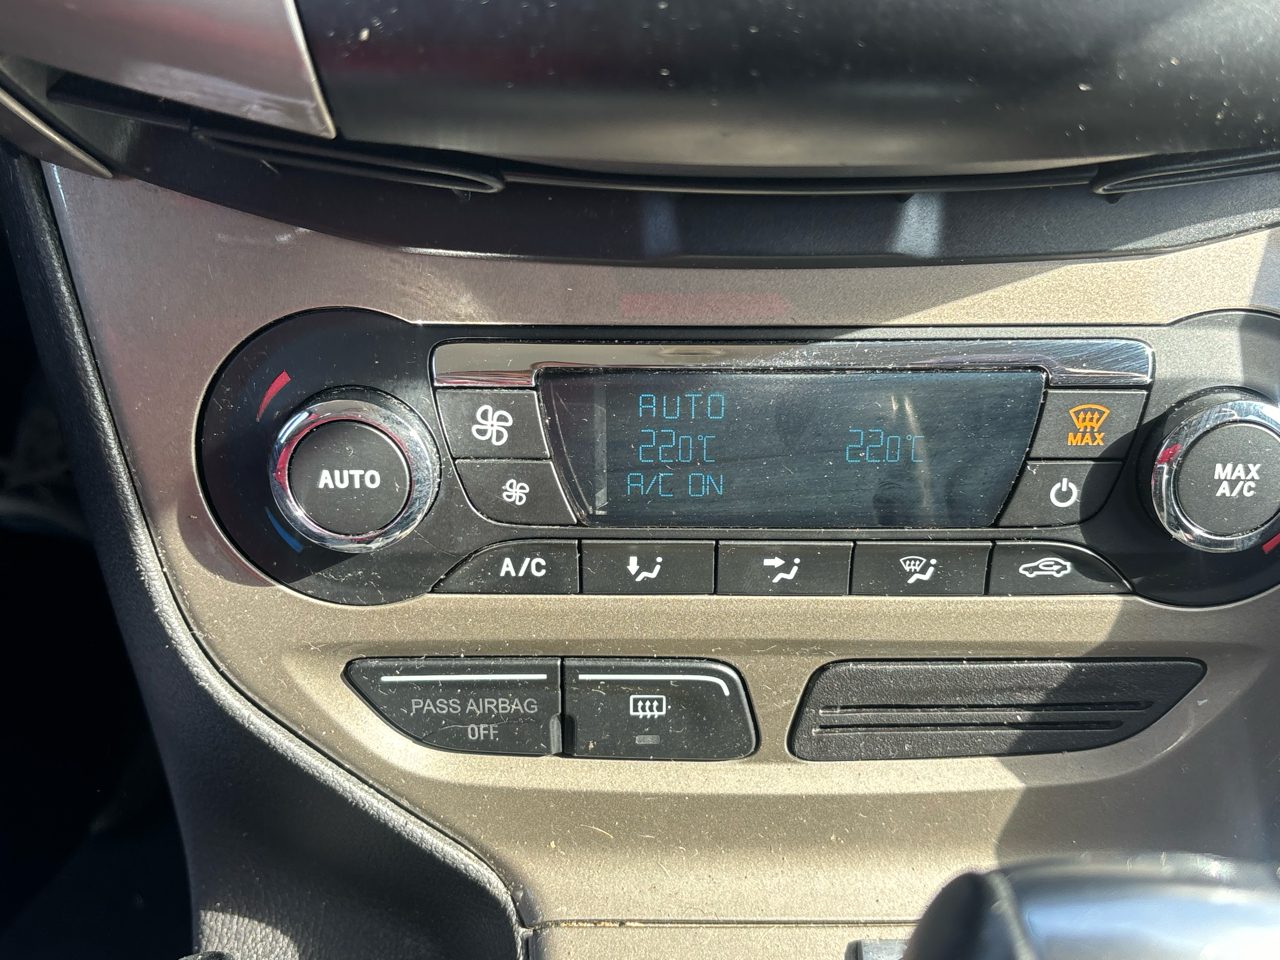 AUTO
22.0°C 22.0°C
A/C ON
AUTO
MAX
MAX
A/C
A/C
PASS AIRBAG
OFF